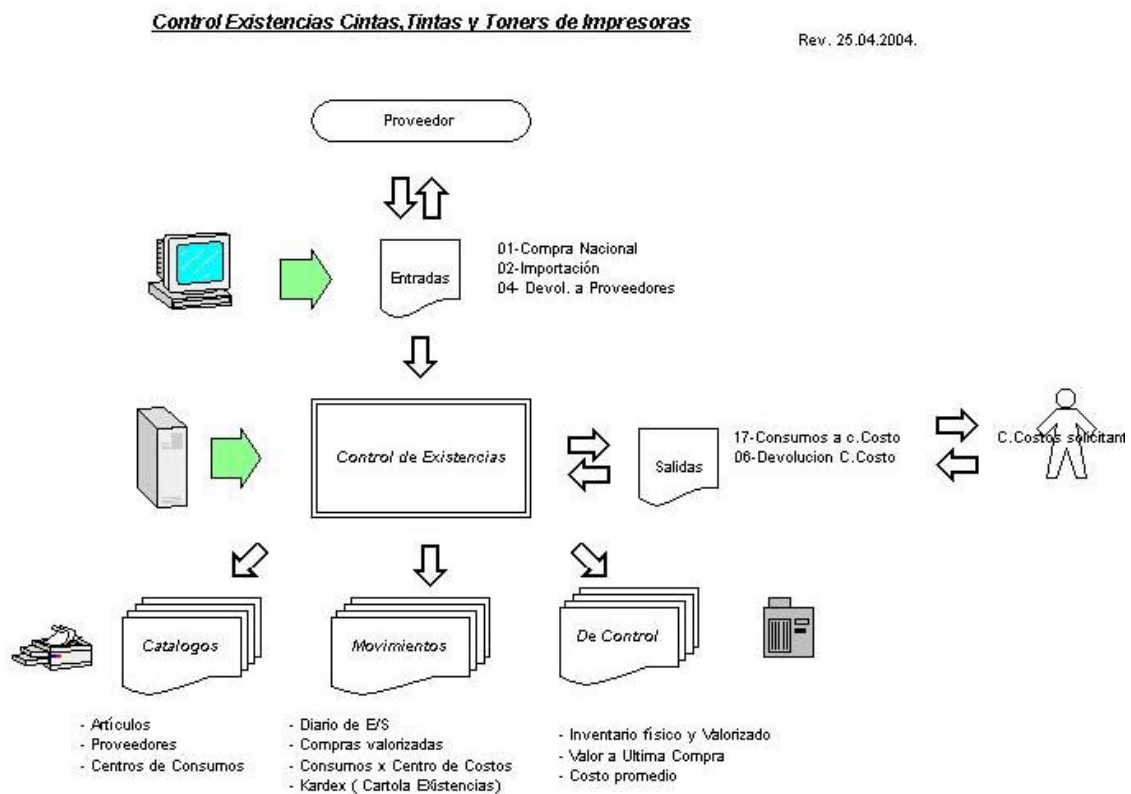 Control Existencias Cintas,Tintas y Toners de Impresoras
Rev. 25.04.2004.
Proveedor
Entradas
01-Compra Nacional
02-Importación
04- Devol. a Proveedores
Control de Existencias
Salidas
17-Consumos a c.Costo
06-Devolucion C.Costo
C.Costos solicitant
Catalogos
Movimientos
De Control
- Artículos
- Proveedores
- Centros de Consumos
- Diario de E/S
- Compras valorizadas
- Consumos x Centro de Costos
- Kardex ( Cartola EXistencias)
- Inventario físico y Valorizado
- Valor a Ultima Compra
- Costo promedio